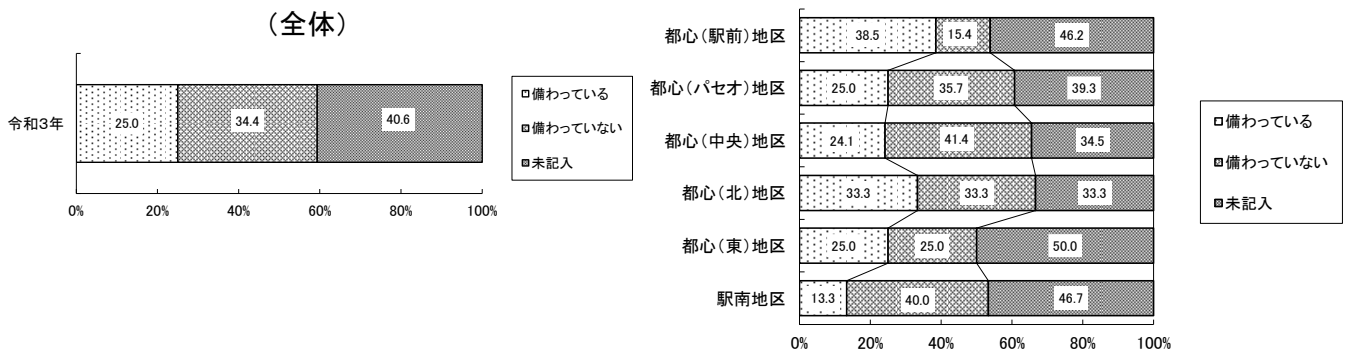 (全体)
令和3年
25.0 34.4 40.6
0% 20% 40% 60% 80% 100%
備わっている
備わっていない
未記入
都心(駅前)地区 38.5 15.4 46.2
都心(パセオ)地区 25.0 35.7 39.3
都心(中央)地区 24.1 41.4 34.5
都心(北)地区 33.3 33.3 33.3
都心(東)地区 25.0 25.0 50.0
駅南地区 13.3 40.0 46.7
0% 20% 40% 60% 80% 100%
備わっている
備わっていない
未記入